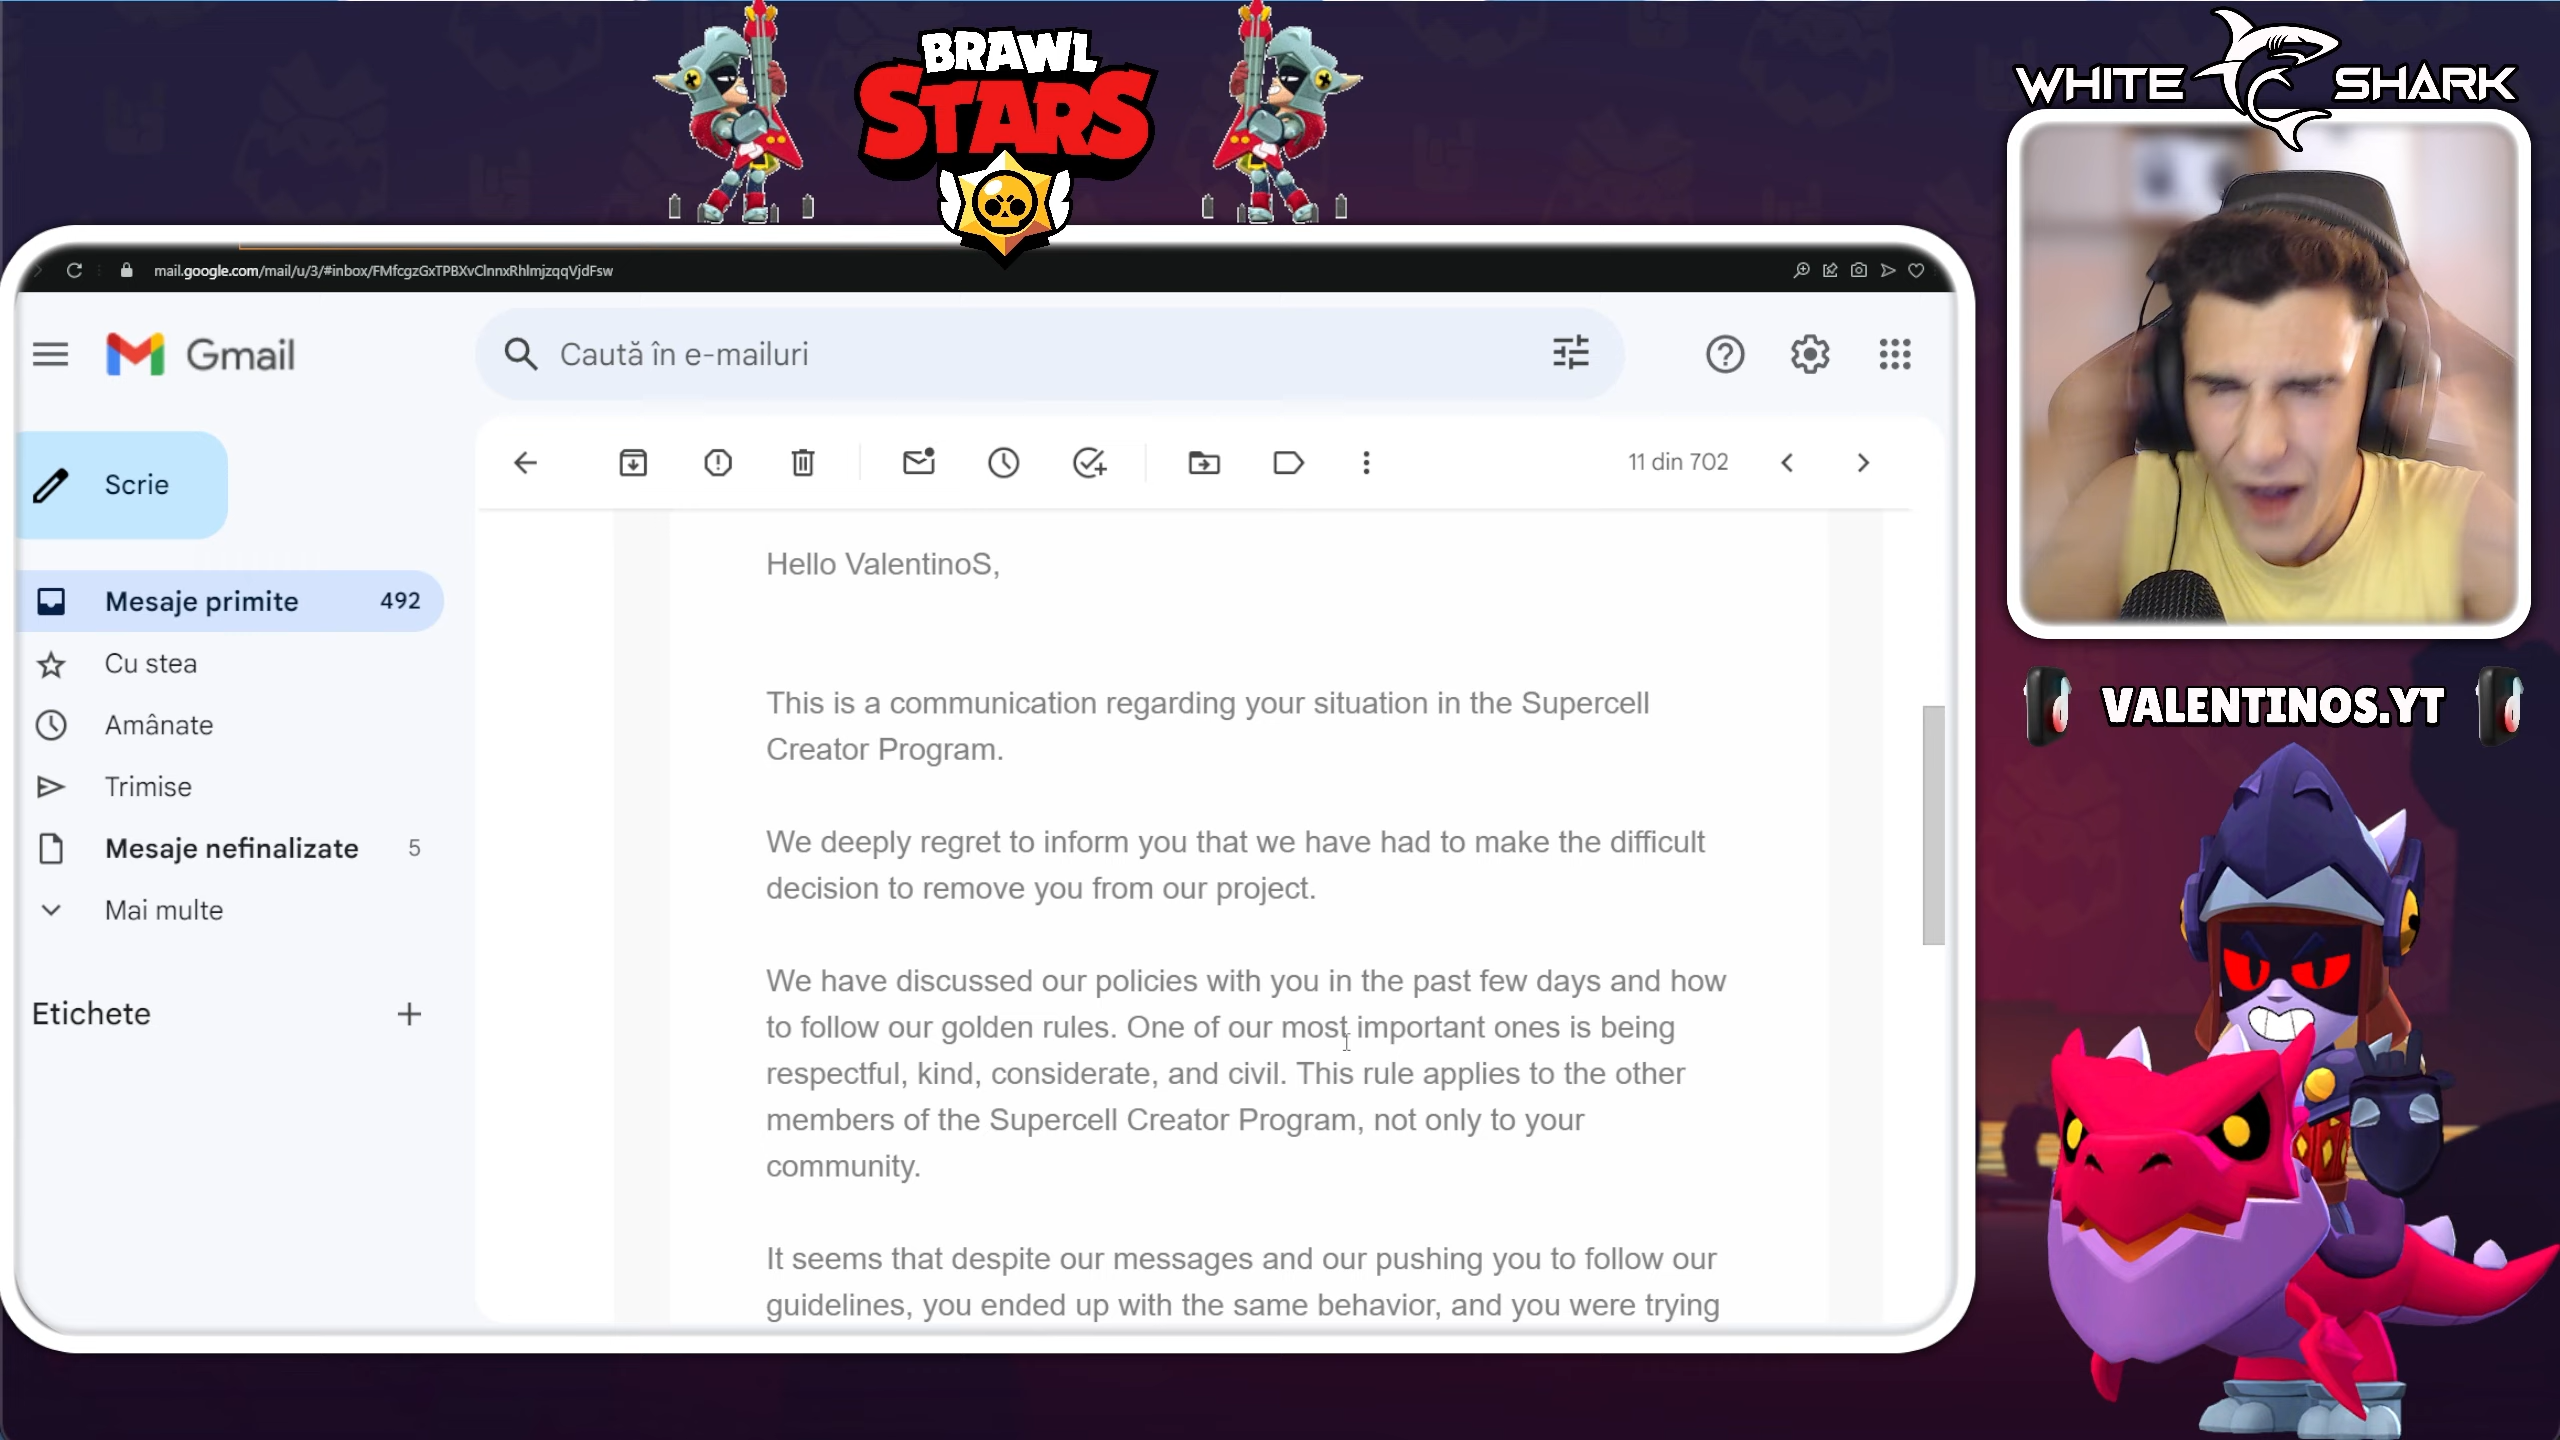 BRAWL
STARS
WHITE SHARK
mail.google.com/mail/u/3/#inbox/FMfcgzGxTPBXvClnnxRhlmjzqqVjdFsw
Gmail
Caută în e-mailuri
Scrie
11 din 702
Mesaje primite 492
Cu stea
Amânate
Trimise
Mesaje nefinalizate 5
Mai multe
Etichete
Hello ValentinoS,
This is a communication regarding your situation in the Supercell
Creator Program.
We deeply regret to inform you that we have had to make the difficult
decision to remove you from our project.
We have discussed our policies with you in the past few days and how
to follow our golden rules. One of our most important ones is being
respectful, kind, considerate, and civil. This rule applies to the other
members of the Supercell Creator Program, not only to your
community.
It seems that despite our messages and our pushing you to follow our
guidelines, you ended up with the same behavior, and you were trying
VALENTINOS.YT